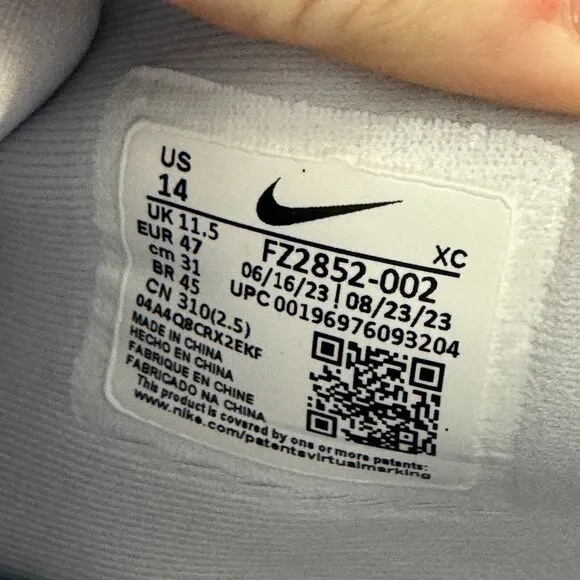 US
14
UK 11.5
EUR 47
cm 31
BR 45
CN 310(2.5)
04A4Q8CRX2EKF
XC
FZ2852-002
06/16/23 | 08/23/23
UPC 00196976093204
MADE IN CHINA
HECHO EN CHINA
FABRIQUE EN CHINE
FABRICADO NA CHINA
This product is covered by one or more patents:
www.nike.com/patentsvirtualmarking